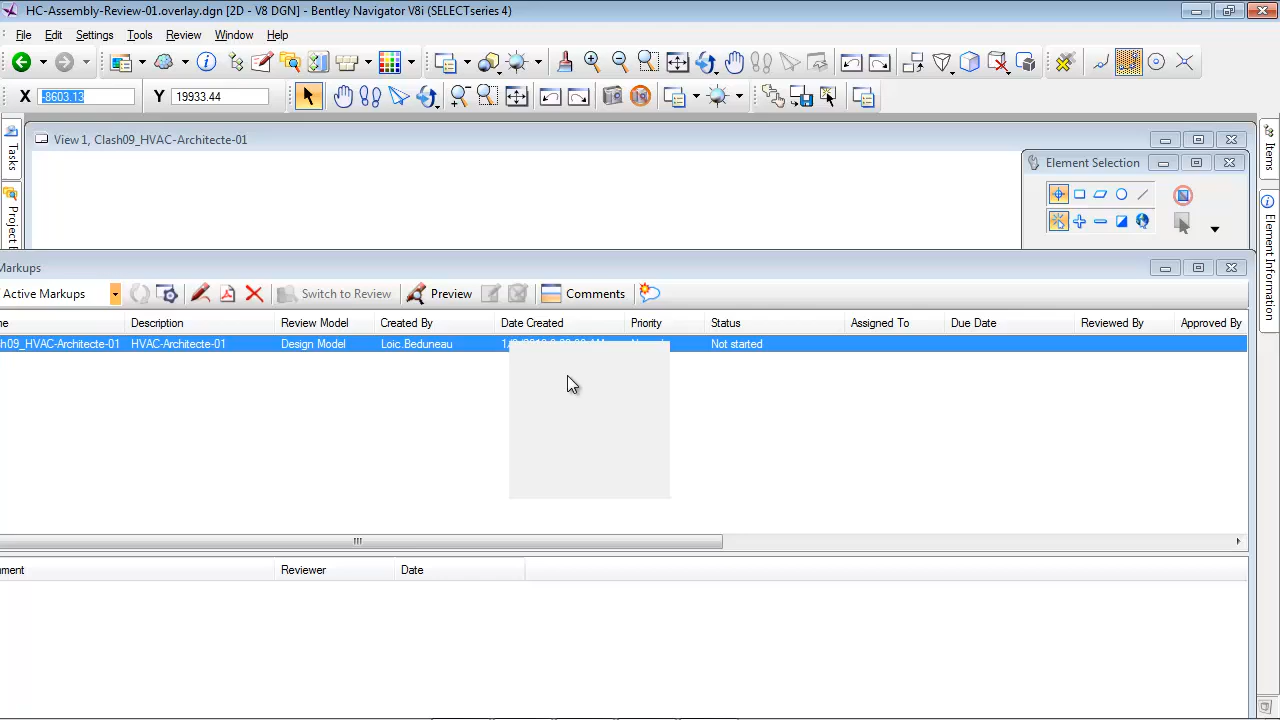 HC-Assembly-Review-01.overlay.dgn [2D - V8 DGN] - Bentley Navigator V8i (SELECTseries 4)
File Edit Settings Tools Review Window Help
X -8603.13 Y 19933.44
View 1, Clash09_HVAC-Architecte-01
Element Selection
Tasks
Project
Items
Element Information
Markups
Active Markups Switch to Review Preview Comments
Description Review Model Created By Date Created Priority Status Assigned To Due Date Reviewed By Approved By
h09_HVAC-Architecte-01 HVAC-Architecte-01 Design Model Loic.Beduneau Not started
ment Reviewer Date